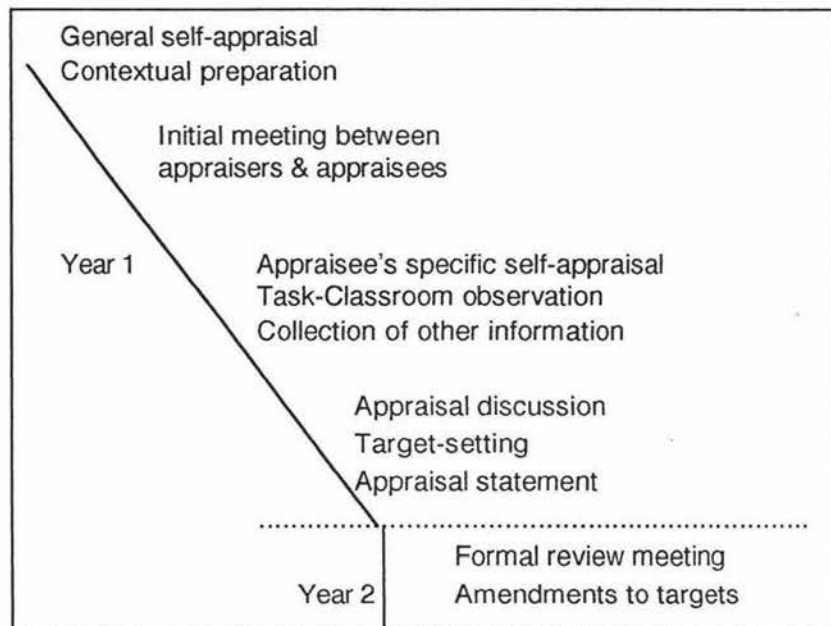 General self-appraisal
Contextual preparation
Initial meeting between
appraisers & appraisees
Year 1
Appraisee's specific self-appraisal
Task-Classroom observation
Collection of other information
Appraisal discussion
Target-setting
Appraisal statement
Formal review meeting
Year 2 Amendments to targets